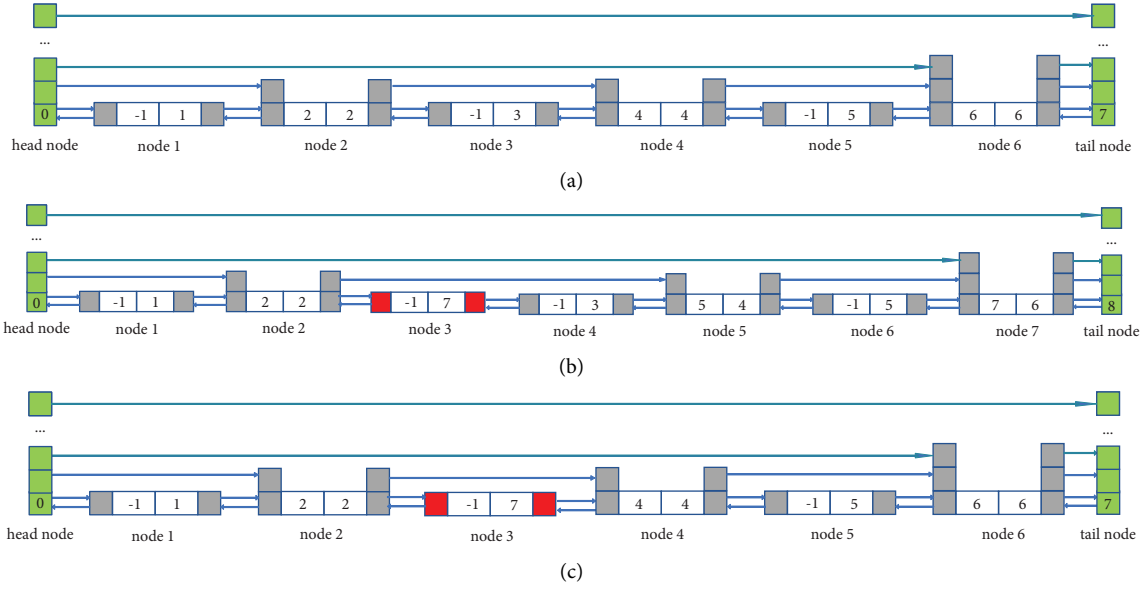 ... ...
0 -1 1 2 2 -1 3 4 4 -1 5 6 6 7
head node node 1 node 2 node 3 node 4 node 5 node 6 tail node
(a)
... ...
0 -1 1 2 2 -1 7 -1 3 5 4 -1 5 7 6 8
head node node 1 node 2 node 3 node 4 node 5 node 6 node 7 tail node
(b)
... ...
0 -1 1 2 2 -1 7 4 4 -1 5 6 6 7
head node node 1 node 2 node 3 node 4 node 5 node 6 tail node
(c)